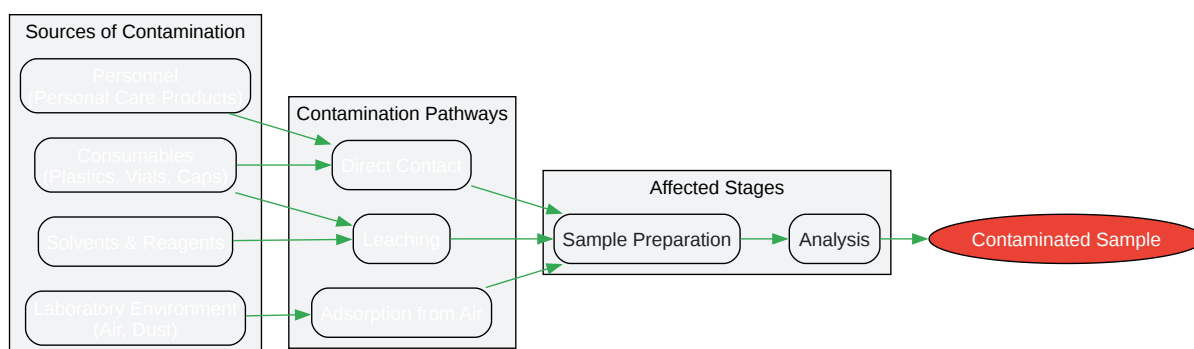 Sources of Contamination
Personnel
(Personal Care Products)
Consumables
(Plastics, Vials, Caps)
Solvents & Reagents
Laboratory Environment
(Air, Dust)
Contamination Pathways
Direct Contact
Leaching
Adsorption from Air
Affected Stages
Sample Preparation
Analysis
Contaminated Sample